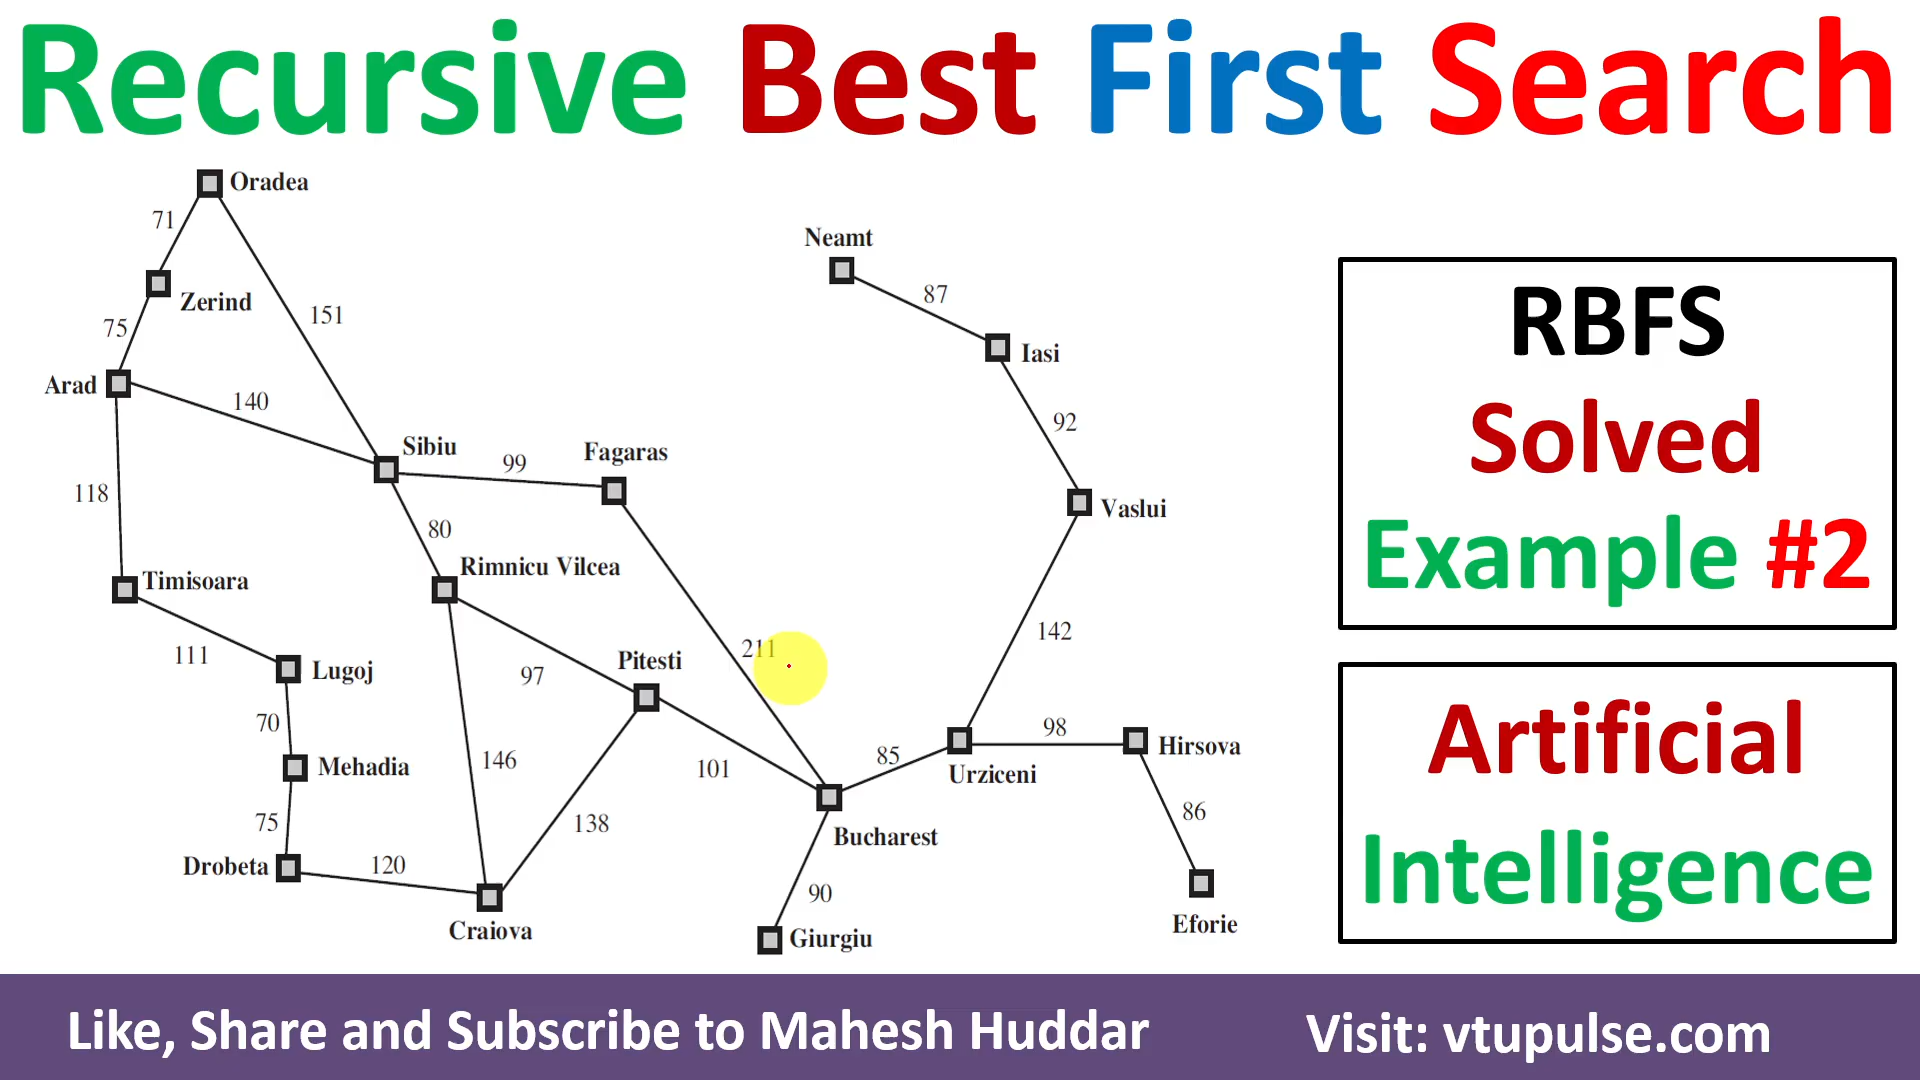 Recursive Best First Search
Oradea
71
Neamt
87
Zerind
151
75
Iasi
Arad
140
92
Sibiu
99
Fagaras
118
80
Vaslui
Timisoara
Rimnicu Vilcea
142
111
211
Lugoj
97
Pitesti
70
98
Mehadia
146
101
85
Urziceni
Hirsova
75
138
86
Bucharest
Drobeta
120
90
Craiova
Giurgiu
Eforie
RBFS
Solved
Example #2
Artificial
Intelligence
Like, Share and Subscribe to Mahesh Huddar
Visit: vtupulse.com